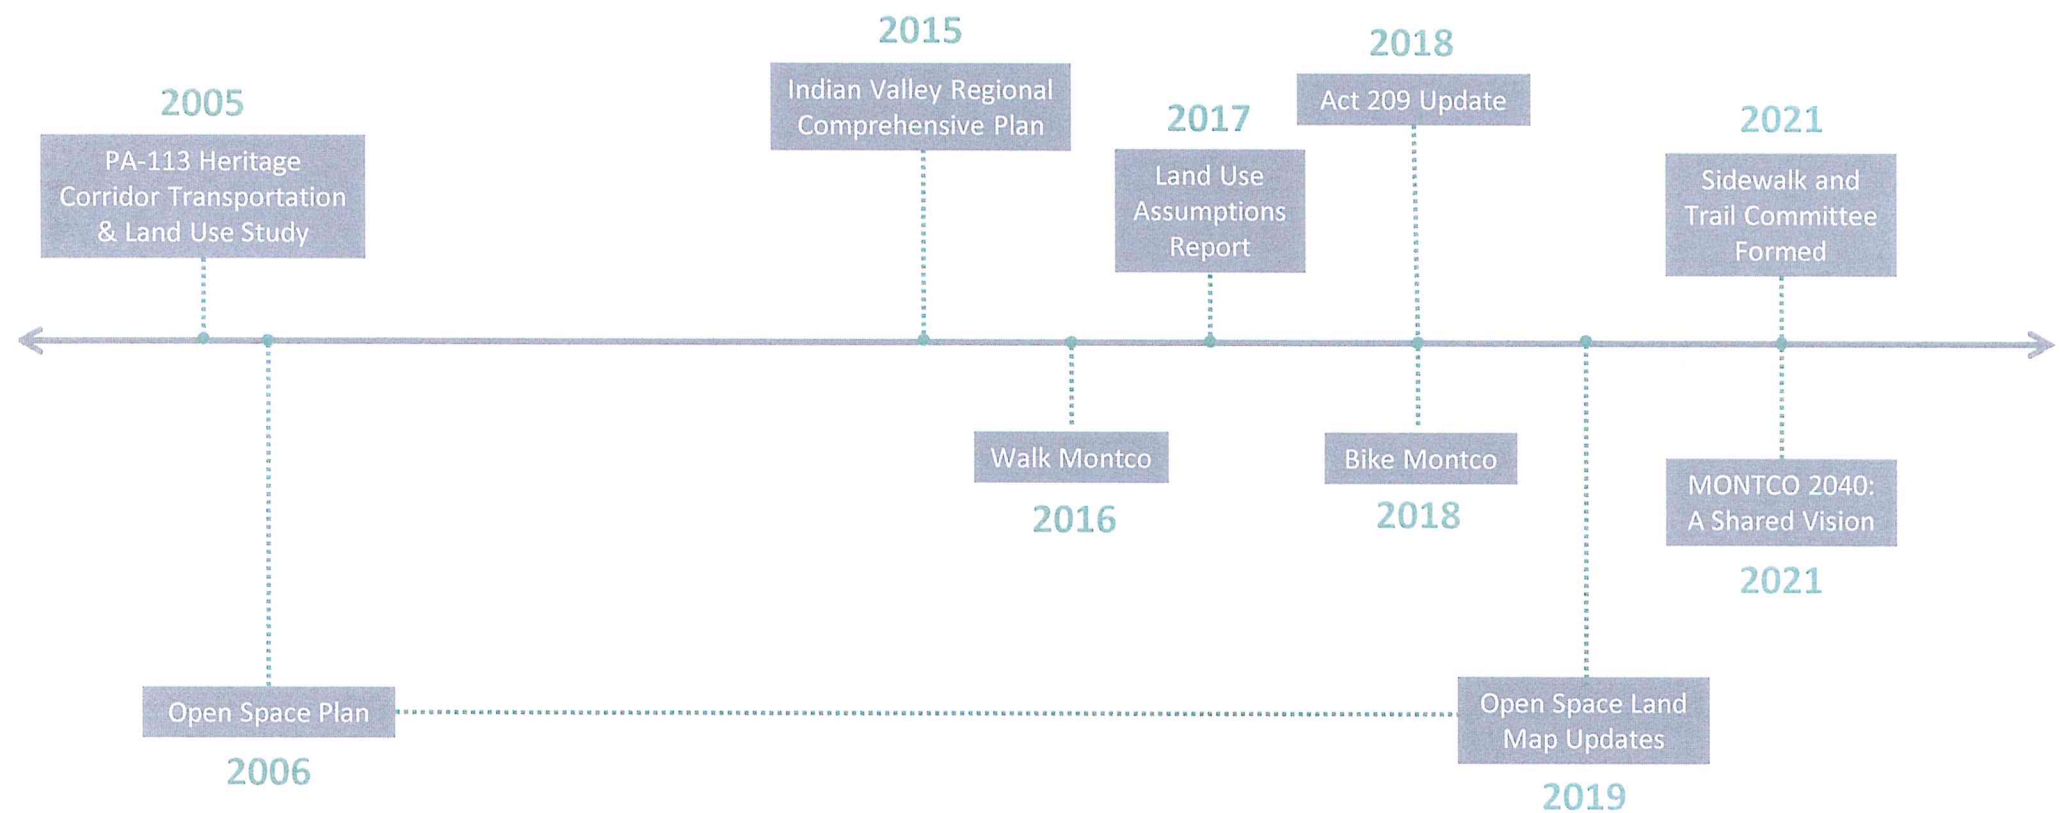 2005
PA-113 Heritage
Corridor Transportation
& Land Use Study
2015
Indian Valley Regional
Comprehensive Plan
2017
Land Use
Assumptions
Report
2018
Act 209 Update
2021
Sidewalk and
Trail Committee
Formed
Walk Montco
2016
Bike Montco
2018
MONTCO 2040:
A Shared Vision
2021
Open Space Plan
2006
Open Space Land
Map Updates
2019